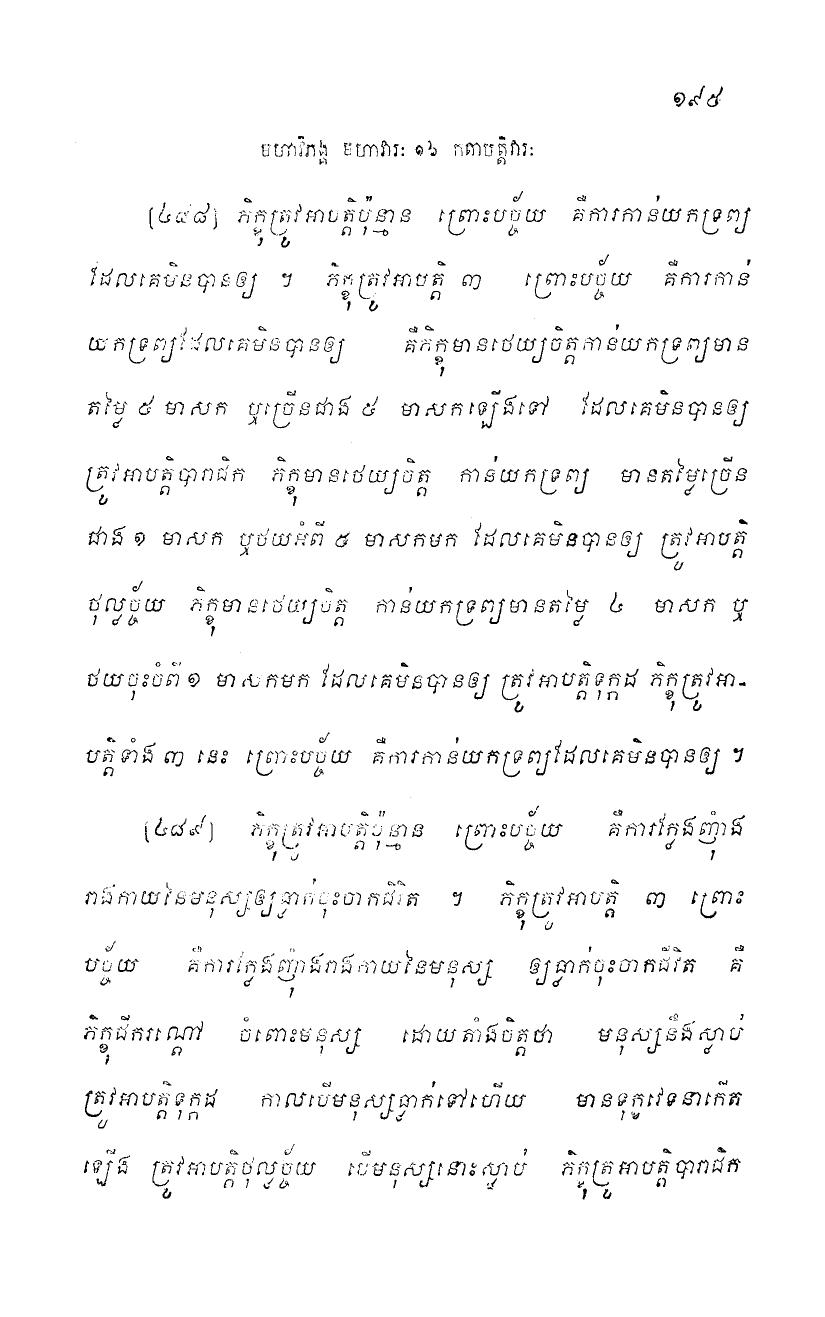 ១៩៥
មហាវិភង្គ មហាវារៈ ១៦ កតាបត្តិវារៈ
[៤៨៨] ភិក្ខុត្រូវអាបត្តិប៉ុន្មាន ព្រោះបច្ច័យ គឺការកាន់យកទ្រព្យ
ដែលគេមិនបានឲ្យ ។ ភិក្ខុត្រូវអាបត្តិ ៣ ព្រោះបច្ច័យ គឺការកាន់
យកទ្រព្យដែលគេមិនបានឲ្យ គឺភិក្ខុមានថេយ្យចិត្តកាន់យកទ្រព្យមាន
តម្លៃ ៥ មាសក ឬច្រើនជាង ៥ មាសកឡើងទៅ ដែលគេមិនបានឲ្យ
ត្រូវអាបត្តិបារាជិក ភិក្ខុមានថេយ្យចិត្ត កាន់យកទ្រព្យ មានតម្លៃច្រើន
ជាង ១ មាសក ឬថយអំពី ៥ មាសកមក ដែលគេមិនបានឲ្យ ត្រូវអាបត្តិ
ថុល្លច្ច័យ ភិក្ខុមានថេយ្យចិត្ត កាន់យកទ្រព្យមានតម្លៃ ៤ មាសក ឬ
ថយចុះចំពី ១ មាសកមក ដែលគេមិនបានឲ្យ ត្រូវអាបត្តិទុក្កដ ភិក្ខុត្រូវអា-
បត្តិទាំង ៣ នេះ ព្រោះបច្ច័យ គឺការកាន់យកទ្រព្យដែលគេមិនបានឲ្យ ។
[៤៨៩] ភិក្ខុត្រូវអាបត្តិប៉ុន្មាន ព្រោះបច្ច័យ គឺការក្លែងញុំាង
រាងកាយនៃមនុស្សឲ្យធ្លាក់ចុះចាកជីវិត ។ ភិក្ខុត្រូវអាបត្តិ ៣ ព្រោះ
បច្ច័យ គឺការក្លែងញុំាងរាងកាយនៃមនុស្ស ឲ្យធ្លាក់ចុះចាកជីវិត គឺ
ភិក្ខុជីករណ្តៅ ចំពោះមនុស្ស ដោយតាំងចិត្តថា មនុស្សនឹងស្លាប់
ត្រូវអាបត្តិទុក្កដ កាលបើមនុស្សធ្លាក់ទៅហើយ មានទុក្ខវេទនាកើត
ឡើង ត្រូវអាបត្តិថុល្លច្ច័យ បើមនុស្សនោះស្លាប់ ភិក្ខុត្រូអាបត្តិបារាជិក